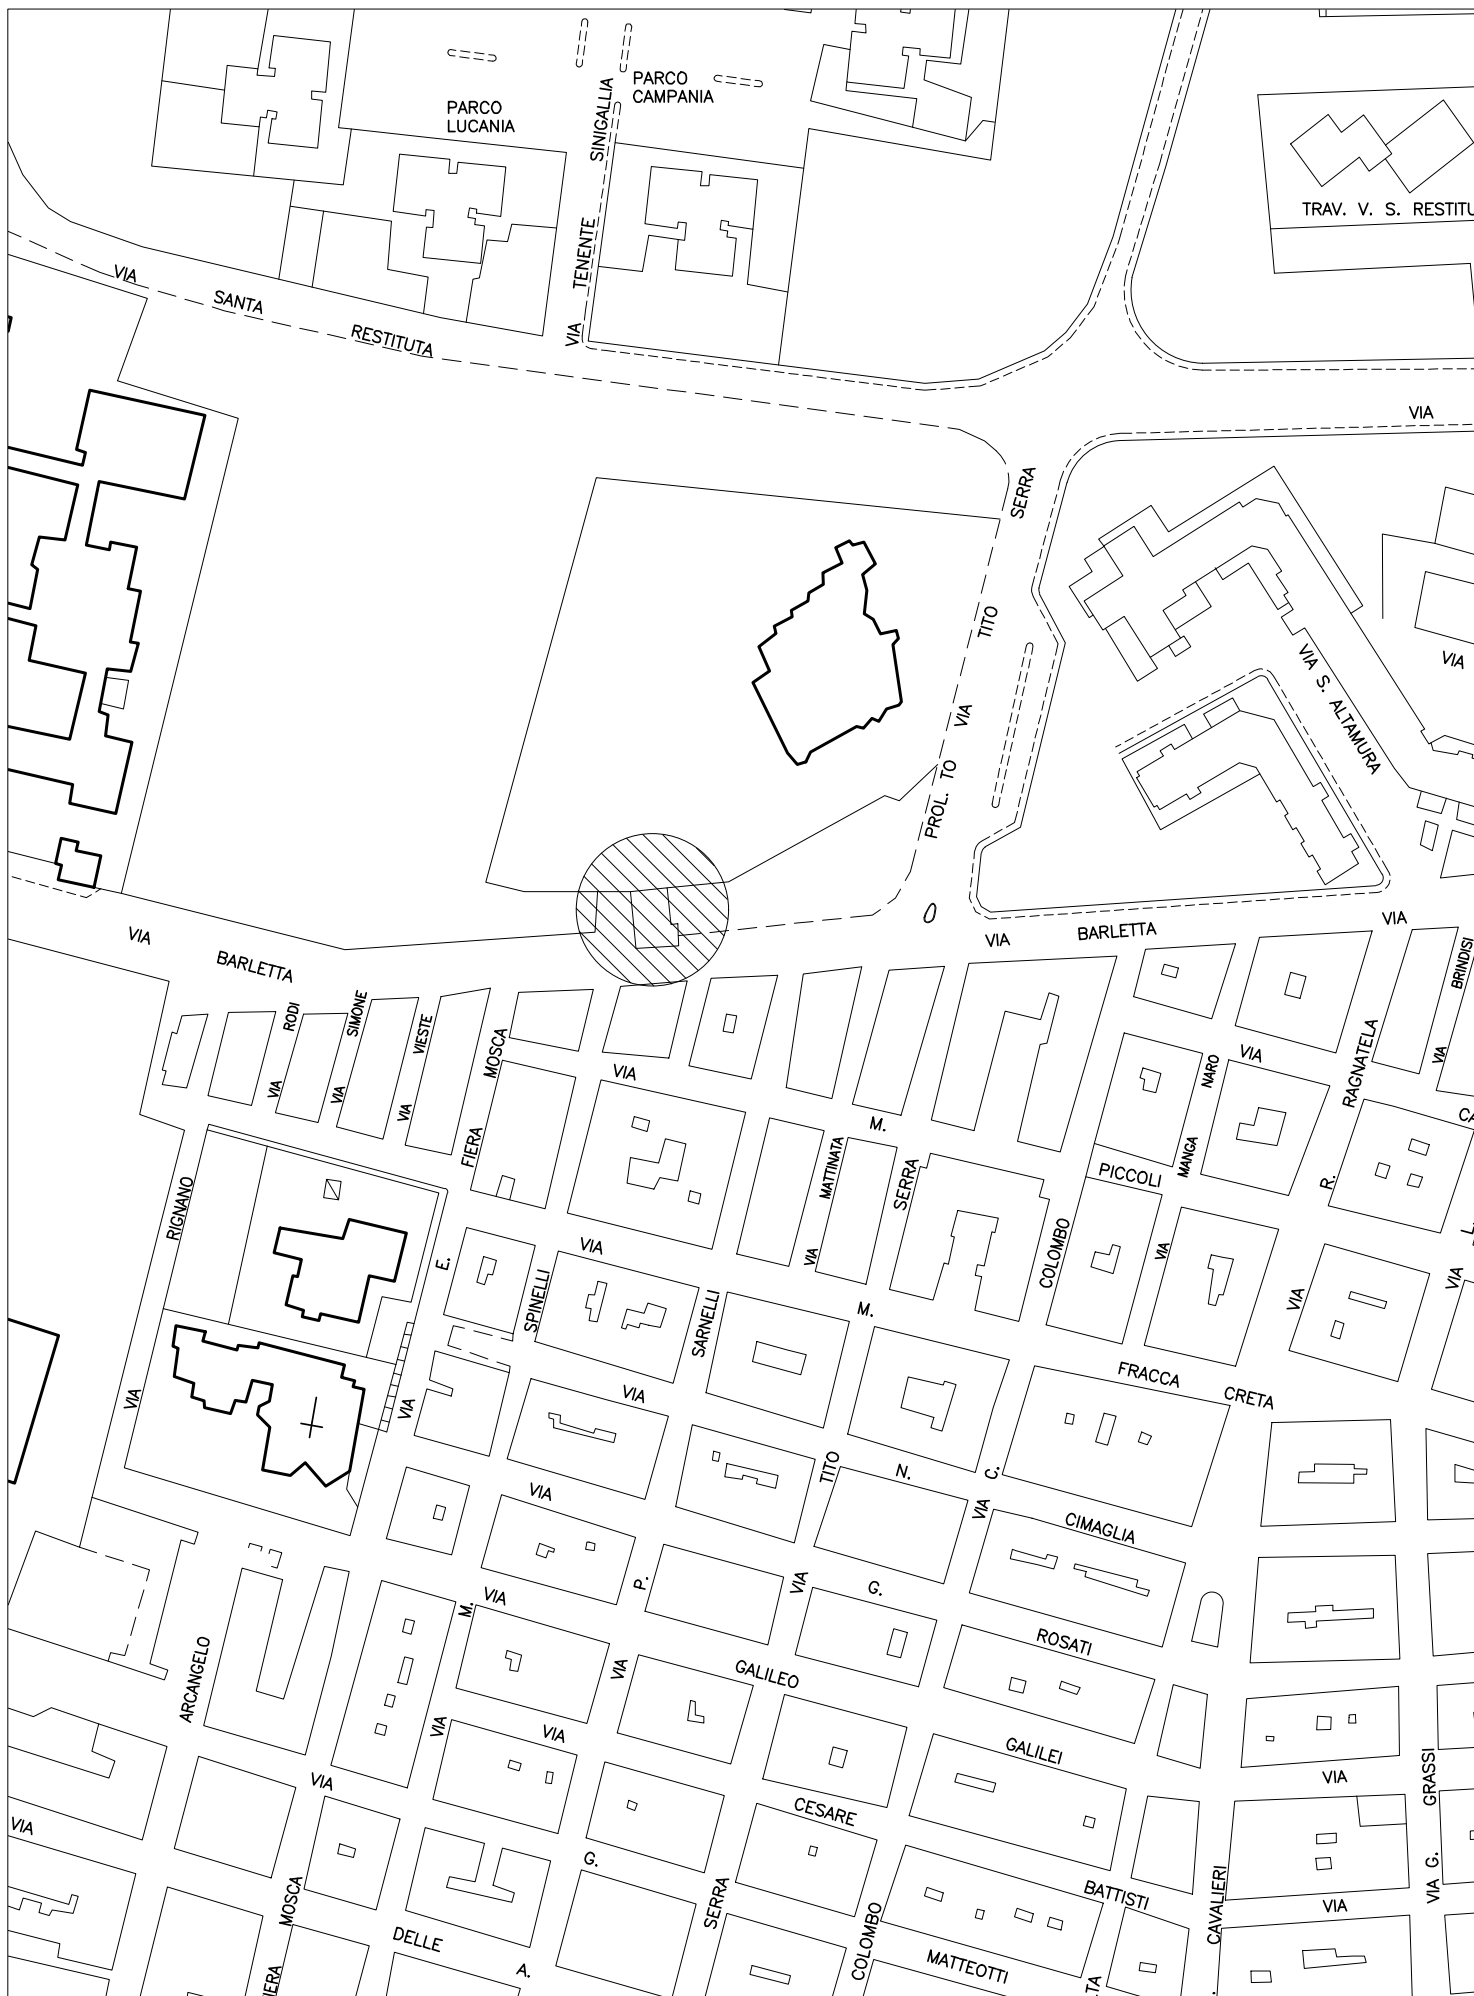 PARCO
LUCANIA
PARCO
CAMPANIA
VIA TENENTE SINIGALLIA
TRAV. V. S.
VIA SANTA RESTITUTA
VIA
PROL. TO VIA TITO SERRA
VIA S. ALTAMURA
VIA
VIA BARLETTA
VIA BARLETTA
VIA
BRINDISI
VIA
RAGNATELA
R.
VIA
VIA RODI
VIA SIMONE
VIA VIESTE
MOSCA
FIERA
E.
VIA
VIA
M.
PICCOLI
VIA
NARO
MANGA
VIA
VIA MATTINATA
SERRA
TITO
VIA
COLOMBO
C.
VIA
RIGNANO
VIA
VIA
M.
FRACCA
CRETA
SPINELLI
SARNELLI
VIA
N.
CIMAGLIA
VIA
G.
ROSATI
VIA
P.
VIA
M.
VIA
VIA
GALILEO
GALILEI
ARCANGELO
VIA
CESARE
BATTISTI
VIA
VIA
VIA G. GRASSI
CAVALIERI
VIA
G.
SERRA
COLOMBO
MOSCA
DELLE
A.
MATTEOTTI
VIA